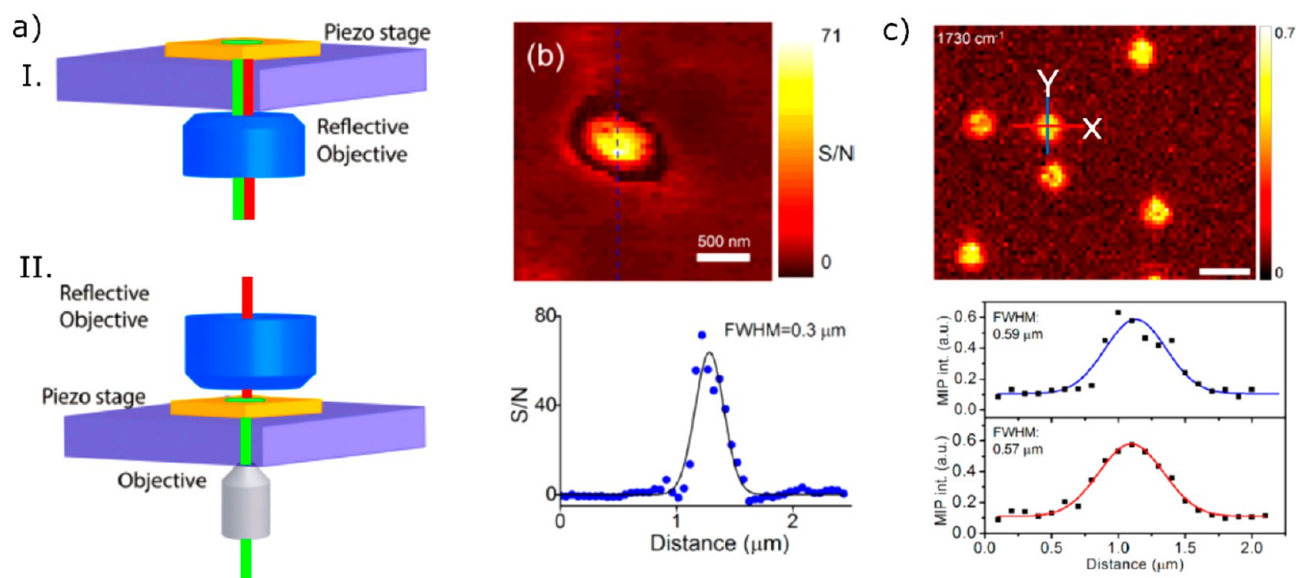 a)
I.
Piezo stage
Reflective
Objective
II.
Reflective
Objective
Piezo stage
Objective
(b)
71
S/N
0
500 nm
80
40
0
S/N
FWHM=0.3 μm
0
1
2
Distance (μm)
c)
1730 cm⁻¹
Y
X
0.7
0
FWHM:
0.59 μm
0.6
0.3
0.0
MIP int. (a.u.)
FWHM:
0.57 μm
0.6
0.4
0.2
0.0
MIP int. (a.u.)
0.0
0.5
1.0
1.5
2.0
Distance (μm)